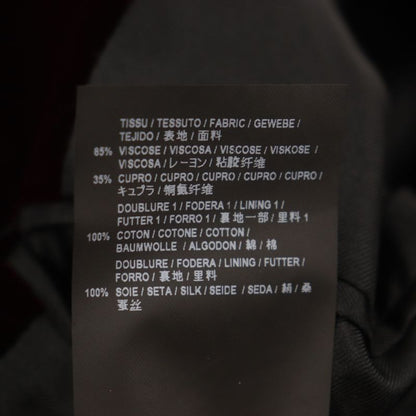 TISSU / TESSUTO / FABRIC / GEWEBE /
TEJIDO / 表地 / 面料
65% VISCOSE / VISCOSA / VISCOSE / VISKOSE /
VISCOSA / レーヨン / 粘胶纤维
35% CUPRO / CUPRO / CUPRO / CUPRO / CUPRO /
キュプラ / 铜氨纤维
DOUBLURE 1 / FODERA 1 / LINING 1 /
FUTTER 1 / FORRO 1 / 裏地一部 / 里料 1
100% COTON / COTONE / COTTON /
BAUMWOLLE / ALGODON / 綿 / 棉
DOUBLURE / FODERA / LINING / FUTTER /
FORRO / 裏地 / 里料
100% SOIE / SETA / SILK / SEIDE / SEDA / 絹 / 桑
蚕丝